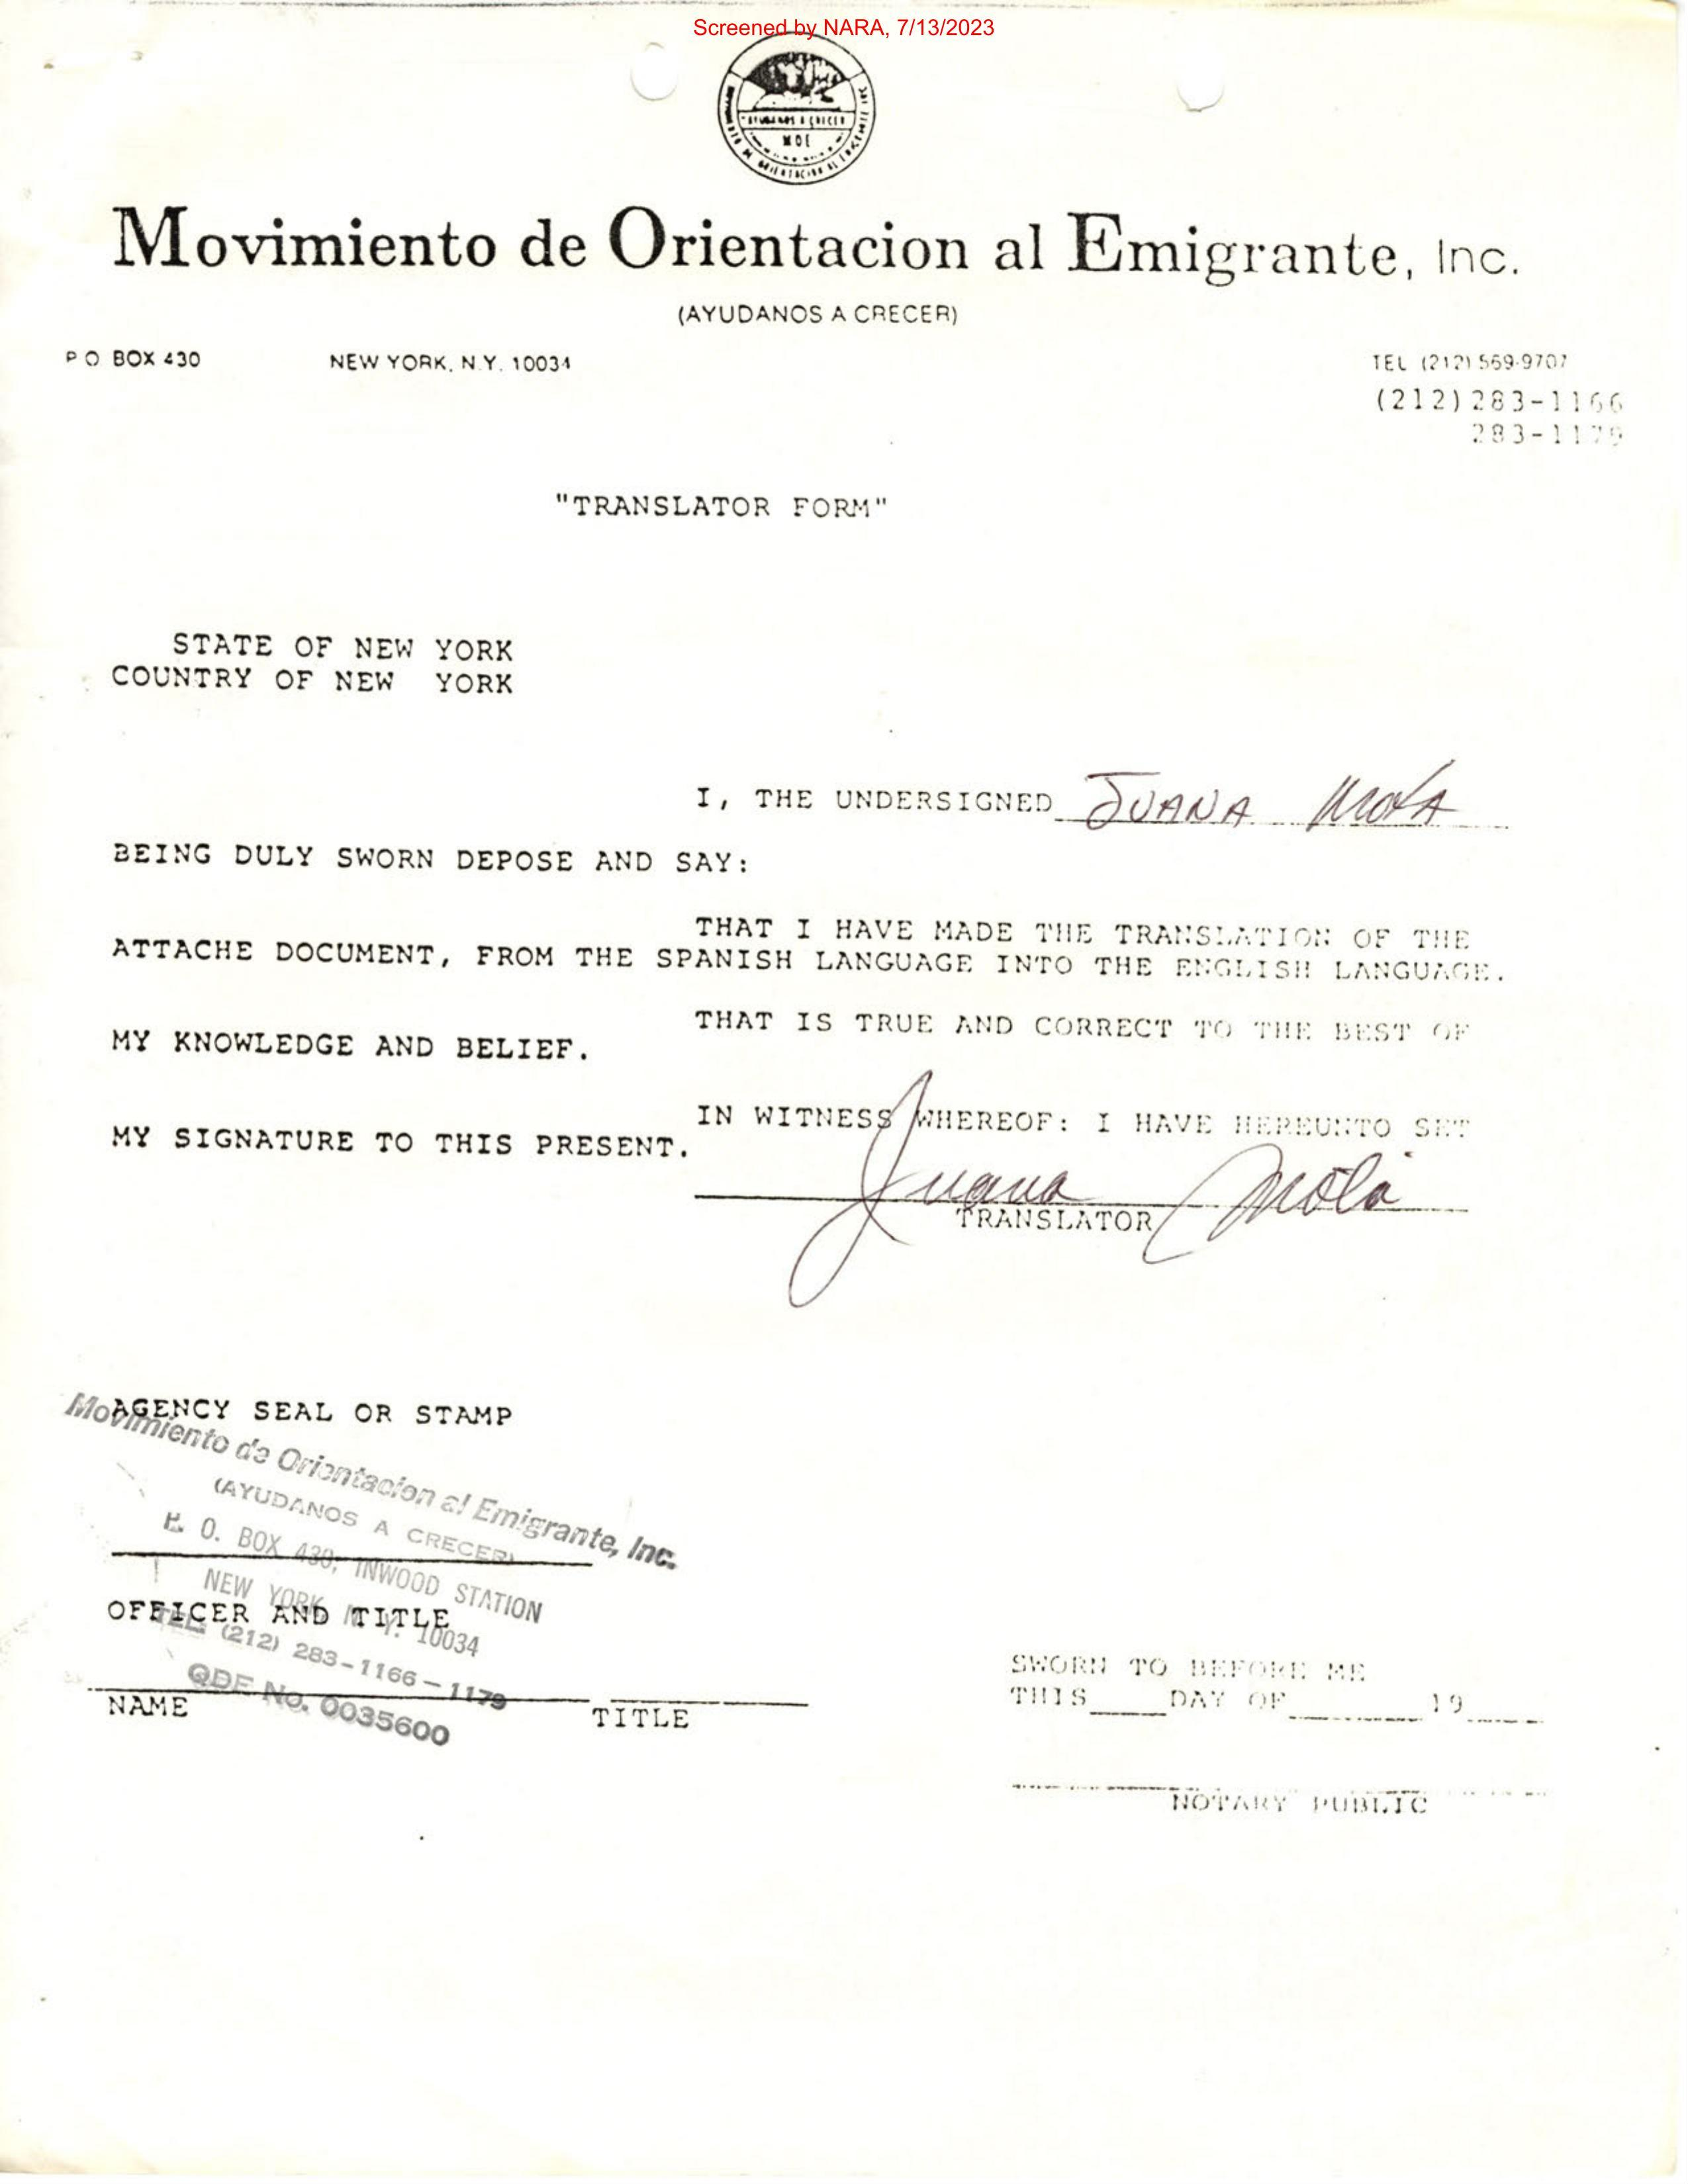 Screened by NARA, 7/13/2023
"AYUDANOS A CRECER
MOE
MOVIMIENTO DE ORIENTACION AL EMIGRANTE INC
Movimiento de Orientacion al Emigrante, Inc.
(AYUDANOS A CRECER)
P O BOX 430 NEW YORK, N.Y. 10034 TEL (212) 569-9707
(212) 283-1166
283-1179
"TRANSLATOR FORM"
STATE OF NEW YORK
COUNTRY OF NEW YORK
I, THE UNDERSIGNED JUANA Mota
BEING DULY SWORN DEPOSE AND SAY:
THAT I HAVE MADE THE TRANSLATION OF THE
ATTACHE DOCUMENT, FROM THE SPANISH LANGUAGE INTO THE ENGLISH LANGUAGE.
THAT IS TRUE AND CORRECT TO THE BEST OF
MY KNOWLEDGE AND BELIEF.
IN WITNESS WHEREOF: I HAVE HEREUNTO SET
MY SIGNATURE TO THIS PRESENT.
Juana Mota
TRANSLATOR
AGENCY SEAL OR STAMP
Movimiento de Orientacion al Emigrante, Inc.
(AYUDANOS A CRECER)
P. O. BOX 430, INWOOD STATION
NEW YORK, N. Y. 10034
TEL: (212) 283-1166-1179
QDE No. 0035600
OFFICER AND TITLE
NAME TITLE
SWORN TO BEFORE ME
THIS DAY OF 19
NOTARY PUBLIC